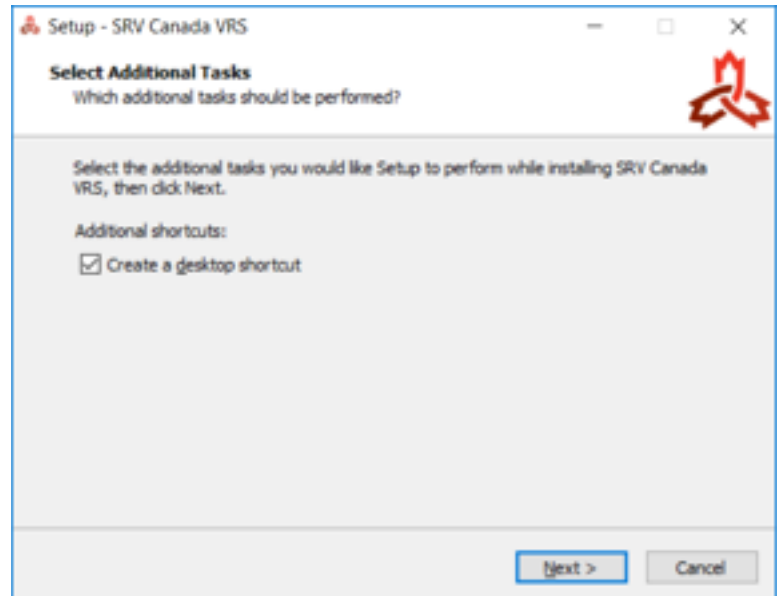 Setup - SRV Canada VRS
Select Additional Tasks
Which additional tasks should be performed?
Select the additional tasks you would like Setup to perform while installing SRV Canada
VRS, then click Next.
Additional shortcuts:
Create a desktop shortcut
Next >
Cancel